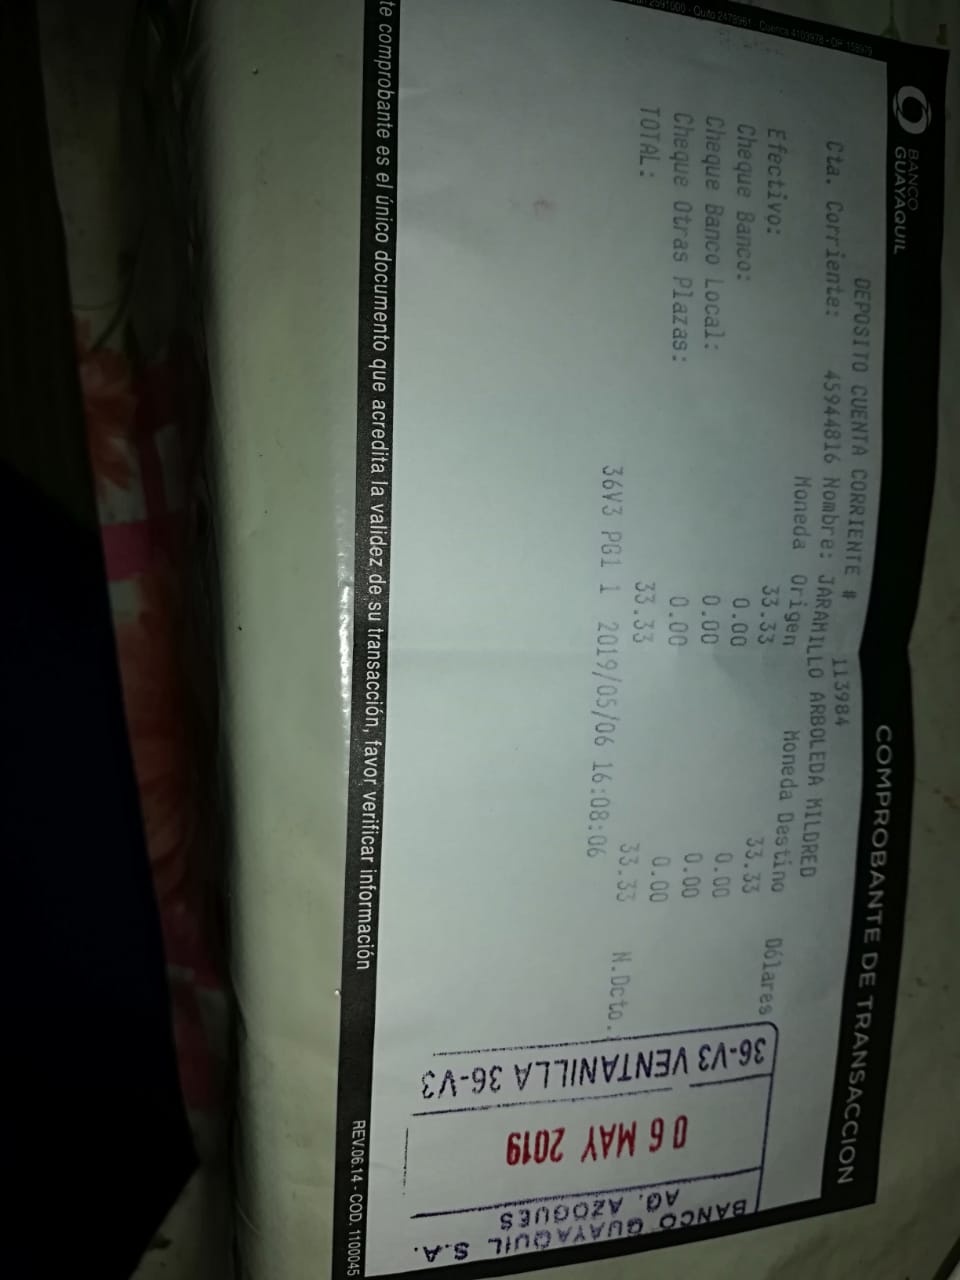 BANCO
GUAYAQUIL
COMPROBANTE DE TRANSACCION
DEPOSITO CUENTA CORRIENTE # 113984
Cta. Corriente: 45944816 Nombre: JARAMILLO ARBOLEDA MILDRED
Moneda Origen Moneda Destino Dólares
Efectivo: 33.33 33.33
Cheque Banco: 0.00 0.00
Cheque Banco Local: 0.00 0.00
Cheque Otras Plazas: 0.00 0.00
TOTAL: 33.33 33.33 N.Dcto.
36V3 PG1 1 2019/05/06 16:08:06
BANCO GUAYAQUIL S.A.
AG. AZOGUES
06 MAY 2019
36-V3 VENTANILLA 36-V3
te comprobante es el único documento que acredita la validez de su transacción, favor verificar información
REV.06.14 - COD. 1100045